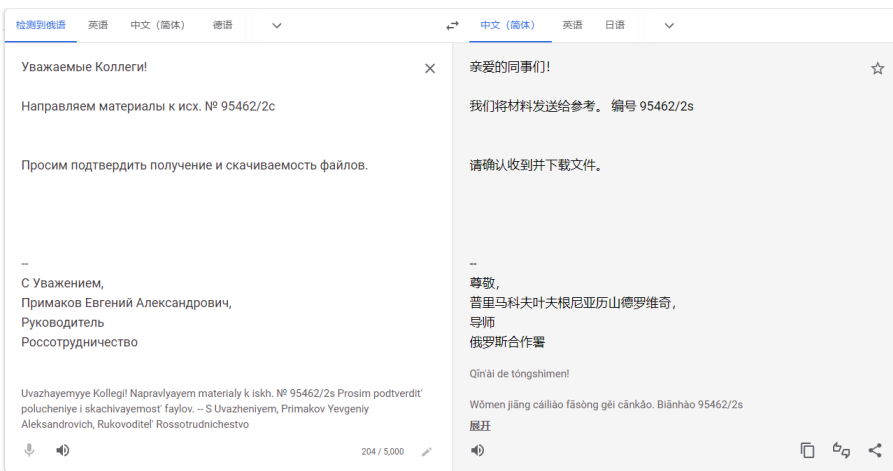 检测到俄语 英语 中文（简体） 德语 中文（简体） 英语 日语
Уважаемые Коллеги!
亲爱的同事们！
Направляем материалы к исх. № 95462/2с
我们将材料发送给参考。 编号 95462/2s
Просим подтвердить получение и скачиваемость файлов.
请确认收到并下载文件。
--
--
С Уважением,
尊敬，
Примаков Евгений Александрович,
普里马科夫叶夫根尼亚历山德罗维奇，
Руководитель
导师
Россотрудничество
俄罗斯合作署
Uvazhayemyye Kollegi! Napravlyayem materialy k iskh. № 95462/2s Prosim podtverdit'
polucheniye i skachivayemost' faylov. -- S Uvazheniyem, Primakov Yevgeniy
Aleksandrovich, Rukovoditel' Rossotrudnichestvo
Qīn'ài de tóngshìmen!
Wǒmen jiāng cáiliào fāsòng gěi cānkǎo. Biānhào 95462/2s
展开
204 / 5,000